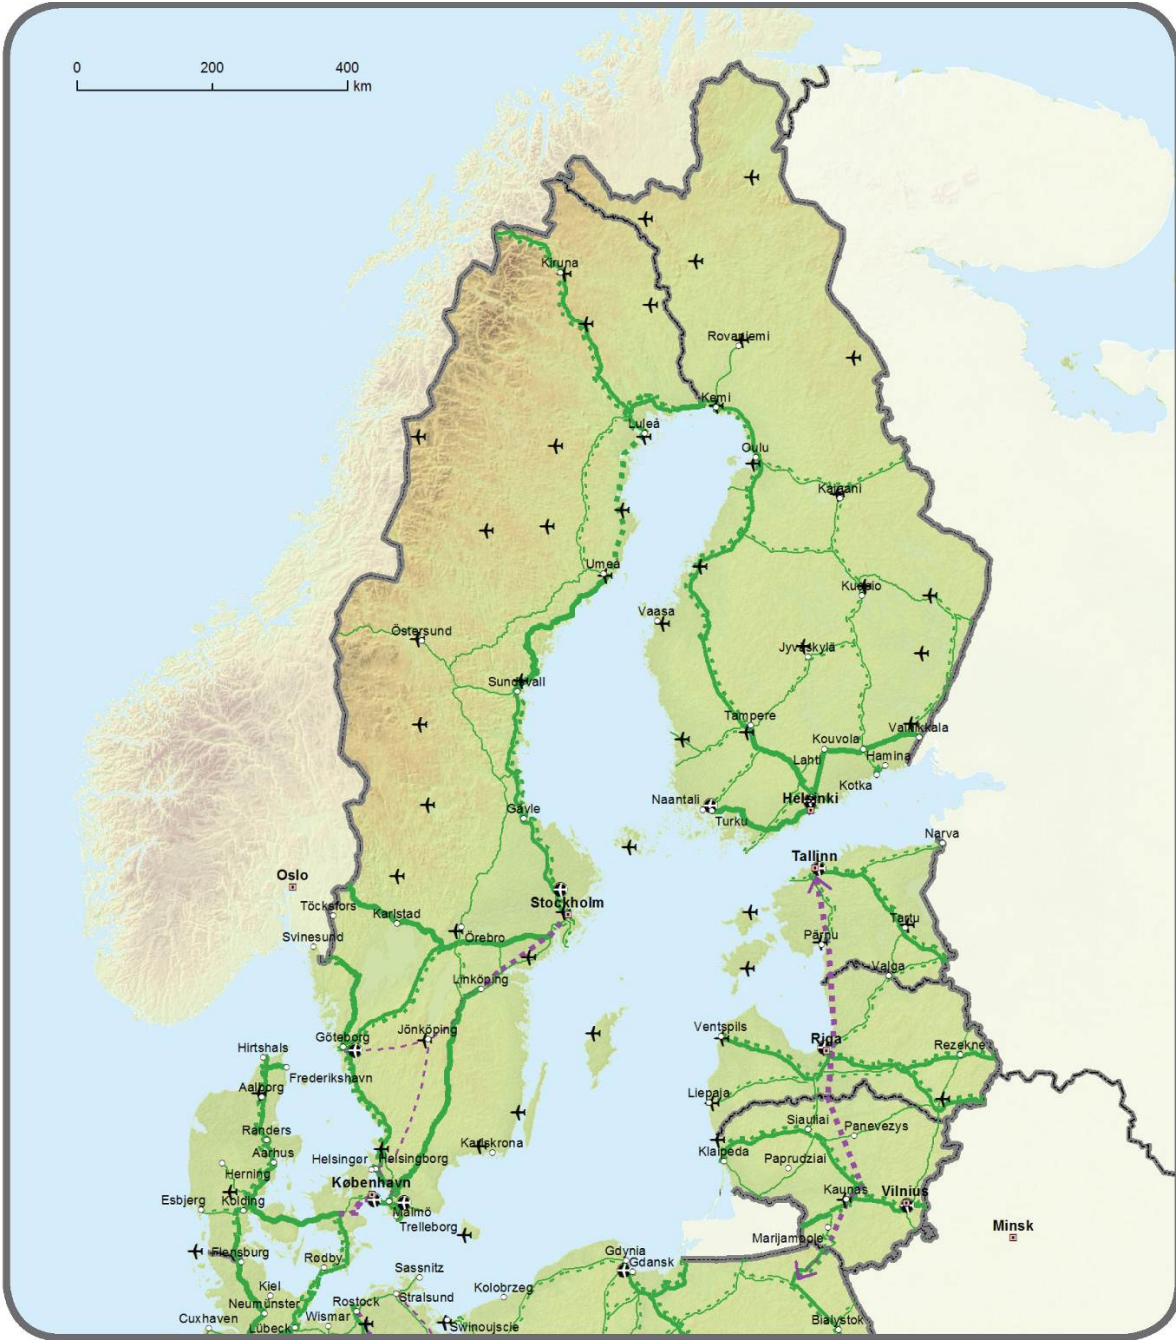 0 200 400
km
Kiruna
Rovaniemi
Kemi
Luleå
Oulu
Kajaani
Umeå
Kuopio
Vaasa
Östersund
Jyväskylä
Sundsvall
Tampere
Vainikkala
Kouvola
Lahti
Hamina
Kotka
Naantali
Helsinki
Gävle
Turku
Narva
Tallinn
Oslo
Töcksfors
Karlstad
Stockholm
Tartu
Svinesund
Örebro
Pärnu
Linköping
Valga
Ventspils
Jönköping
Göteborg
Riga
Rezekne
Hirtshals
Frederikshavn
Aalborg
Liepaja
Siauliai
Panevezys
Randers
Karlskrona
Aarhus
Helsingør
Helsingborg
Klaipeda
Paprudziai
Herning
København
Esbjerg
Kolding
Malmö
Kaunas
Vilnius
Trelleborg
Minsk
Marijampole
Flensburg
Rødby
Gdynia
Gdansk
Sassnitz
Kiel
Kolobrzeg
Stralsund
Neumünster
Rostock
Cuxhaven
Lübeck
Wismar
Swinoujscie
Bialystok